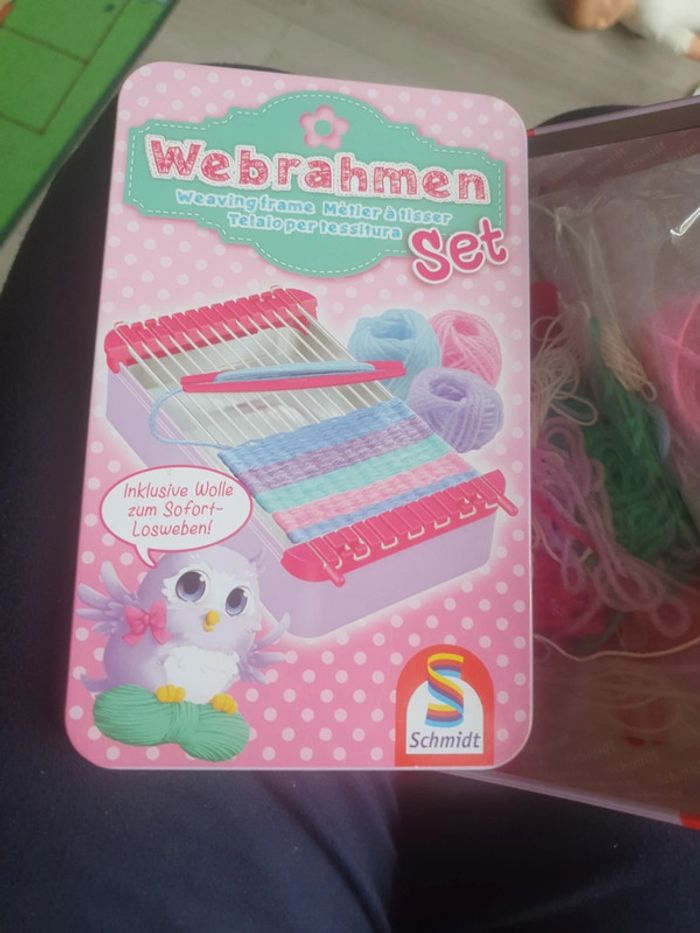 Webrahmen
Weaving frame Métier à tisser
Telaio per tessitura
Set
Inklusive Wolle
zum Sofort-
Losweben!
Schmidt